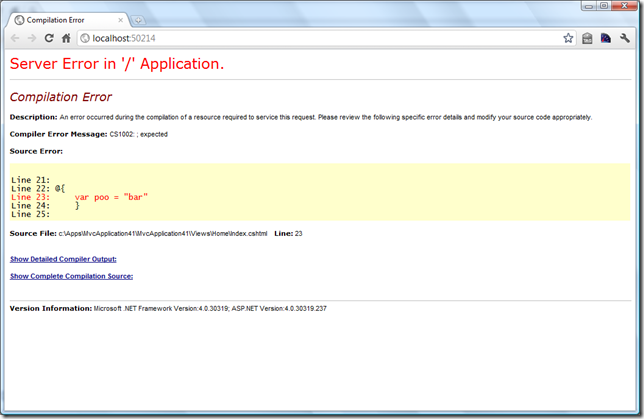 Compilation Error
localhost:50214
Server Error in '/' Application.
Compilation Error
Description: An error occurred during the compilation of a resource required to service this request. Please review the following specific error details and modify your source code appropriately.
Compiler Error Message: CS1002: ; expected
Source Error:
Line 21:
Line 22: @{
Line 23:     var poo = "bar"
Line 24:     }
Line 25:
Source File: c:\Apps\MvcApplication41\MvcApplication41\Views\Home\Index.cshtml    Line: 23
Show Detailed Compiler Output:
Show Complete Compilation Source:
Version Information: Microsoft .NET Framework Version:4.0.30319; ASP.NET Version:4.0.30319.237